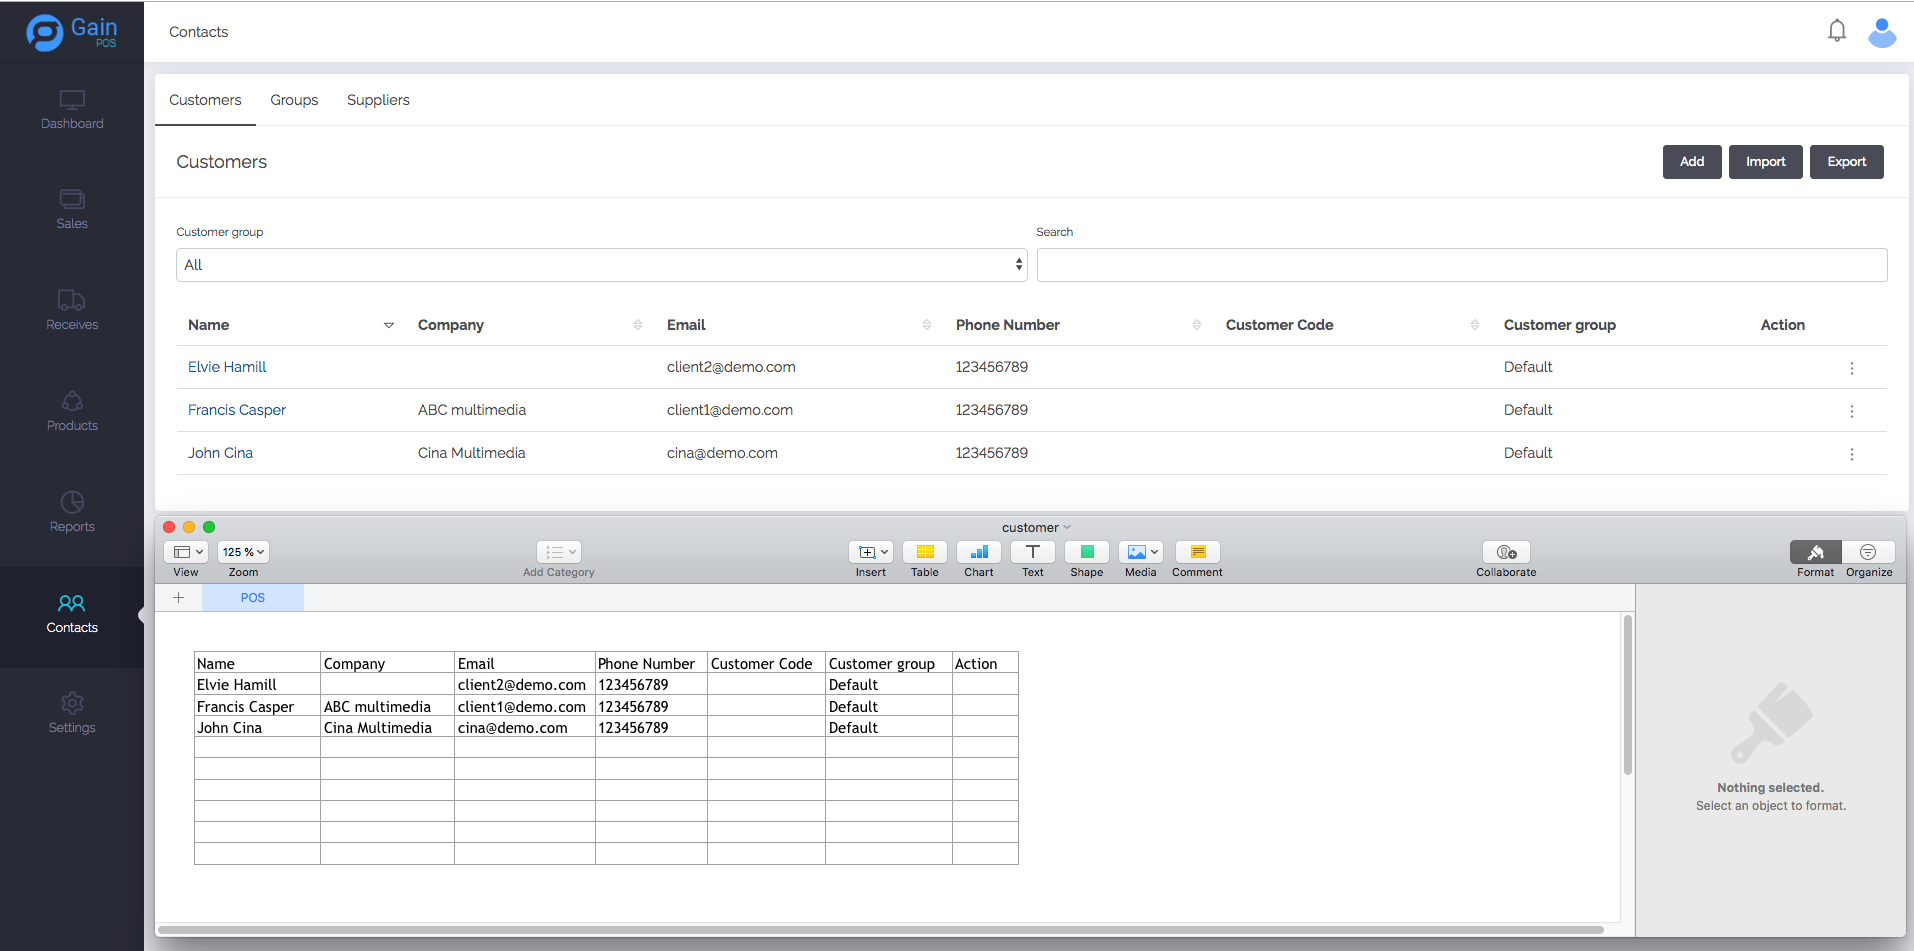 Gain
POS
Contacts
Dashboard
Sales
Receives
Products
Reports
Contacts
Settings
Customers Groups Suppliers
Customers
Add Import Export
Customer group Search
All
Name Company Email Phone Number Customer Code Customer group Action
Elvie Hamill client2@demo.com 123456789 Default
Francis Casper ABC multimedia client1@demo.com 123456789 Default
John Cina Cina Multimedia cina@demo.com 123456789 Default
customer
125 %
View Zoom Add Category Insert Table Chart Text Shape Media Comment Collaborate Format Organize
POS
Name Company Email Phone Number Customer Code Customer group Action
Elvie Hamill client2@demo.com 123456789 Default
Francis Casper ABC multimedia client1@demo.com 123456789 Default
John Cina Cina Multimedia cina@demo.com 123456789 Default
Nothing selected.
Select an object to format.